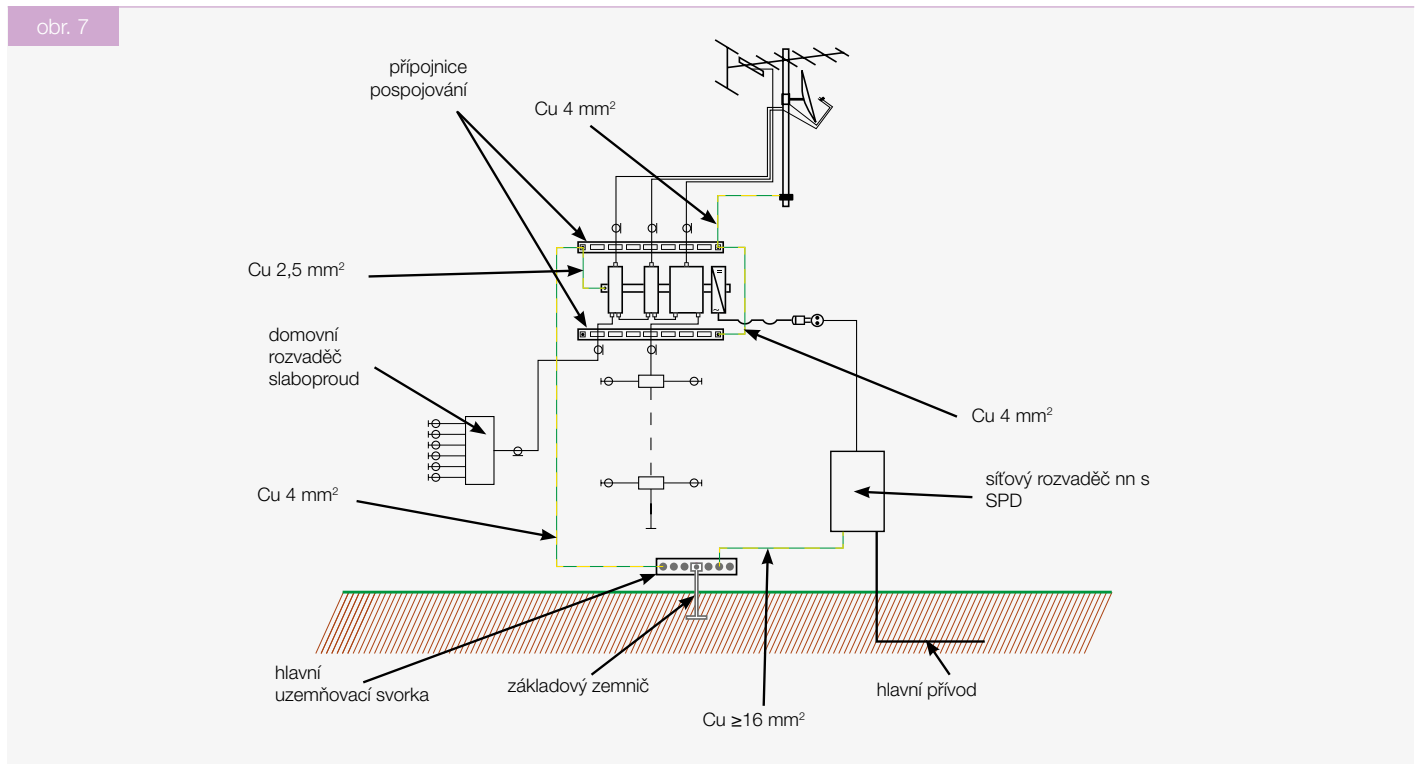 obr. 7
přípojnice
pospojování
Cu 4 mm²
Cu 2,5 mm²
domovní
rozvaděč
slaboproud
Cu 4 mm²
Cu 4 mm²
síťový rozvaděč nn s
SPD
hlavní
uzemňovací svorka
základový zemnič
hlavní přívod
Cu ≥16 mm²